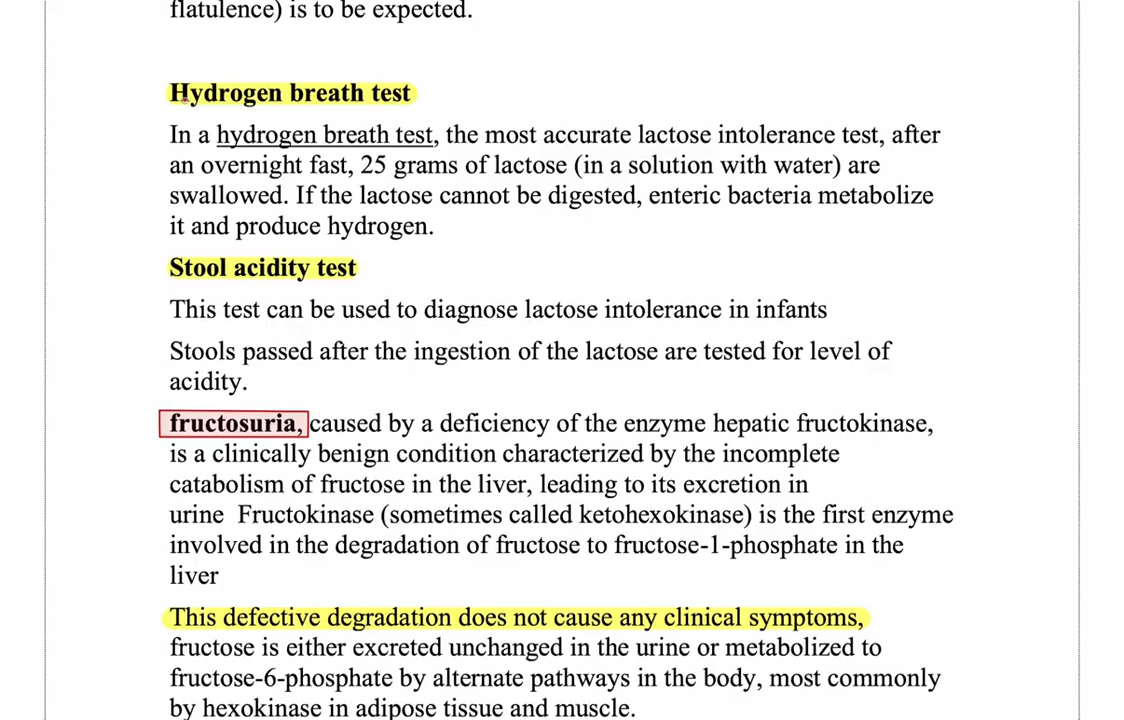 flatulence) is to be expected.
Hydrogen breath test
In a hydrogen breath test, the most accurate lactose intolerance test, after
an overnight fast, 25 grams of lactose (in a solution with water) are
swallowed. If the lactose cannot be digested, enteric bacteria metabolize
it and produce hydrogen.
Stool acidity test
This test can be used to diagnose lactose intolerance in infants
Stools passed after the ingestion of the lactose are tested for level of
acidity.
fructosuria, caused by a deficiency of the enzyme hepatic fructokinase,
is a clinically benign condition characterized by the incomplete
catabolism of fructose in the liver, leading to its excretion in
urine  Fructokinase (sometimes called ketohexokinase) is the first enzyme
involved in the degradation of fructose to fructose-1-phosphate in the
liver
This defective degradation does not cause any clinical symptoms,
fructose is either excreted unchanged in the urine or metabolized to
fructose-6-phosphate by alternate pathways in the body, most commonly
by hexokinase in adipose tissue and muscle.